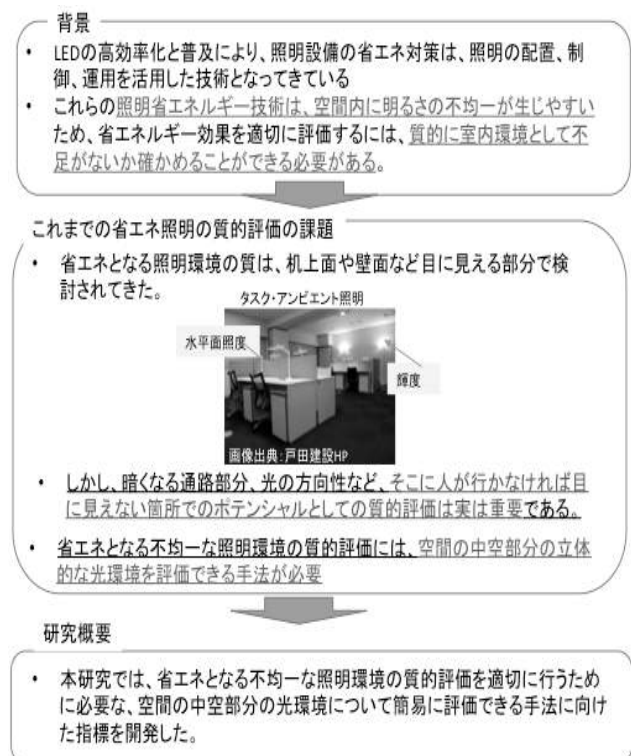 背景
・ LEDの高効率化と普及により、照明設備の省エネ対策は、照明の配置、制
御、運用を活用した技術となってきている
・ これらの照明省エネルギー技術は、空間内に明るさの不均一が生じやすい
ため、省エネルギー効果を適切に評価するには、質的に室内環境として不
足がないか確かめることができる必要がある。
これまでの省エネ照明の質的評価の課題
・ 省エネとなる照明環境の質は、机上面や壁面など目に見える部分で検
討されてきた。
タスク・アンビエント照明
水平面照度
輝度
画像出典：戸田建設HP
・ しかし、暗くなる通路部分、光の方向性など、そこに人が行かなければ目
に見えない箇所でのポテンシャルとしての質的評価は実は重要である。
・ 省エネとなる不均一な照明環境の質的評価には、空間の中空部分の立体
的な光環境を評価できる手法が必要
研究概要
・ 本研究では、省エネとなる不均一な照明環境の質的評価を適切に行うため
に必要な、空間の中空部分の光環境について簡易に評価できる手法に向け
た指標を開発した。